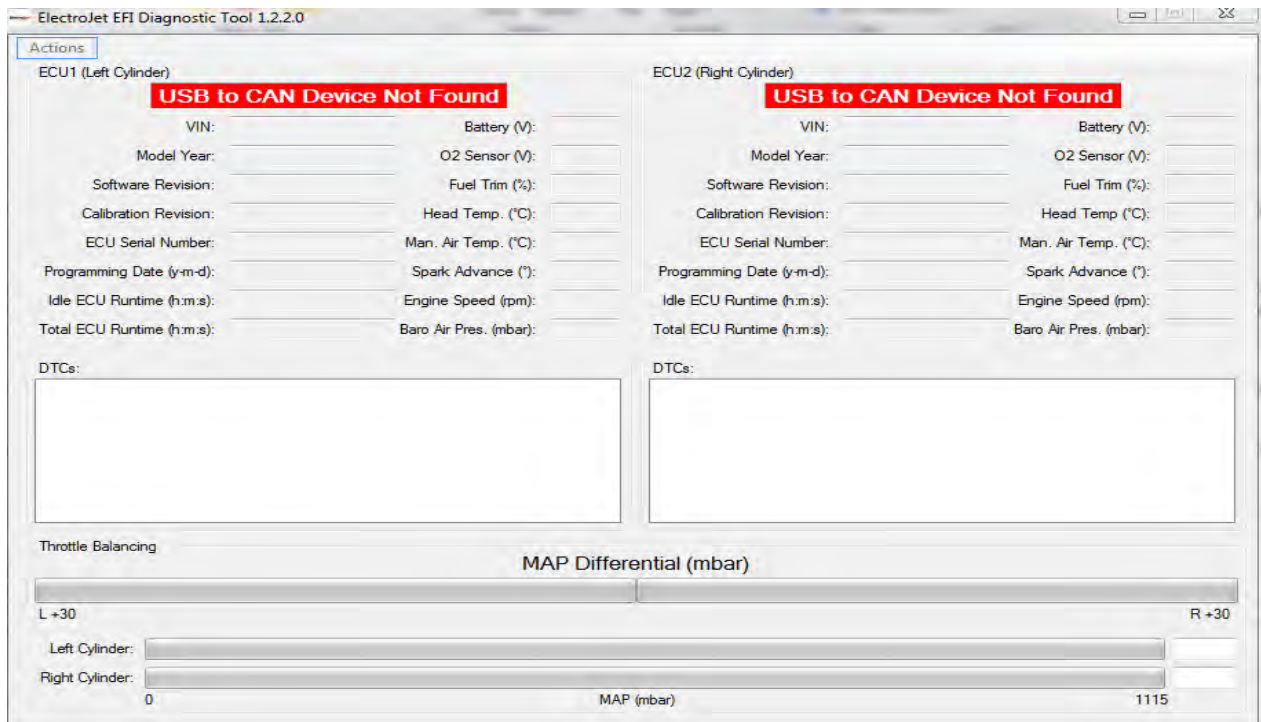 ElectroJet EFI Diagnostic Tool 1.2.2.0
Actions
ECU1 (Left Cylinder)
USB to CAN Device Not Found
VIN:
Battery (V):
Model Year:
O2 Sensor (V):
Software Revision:
Fuel Trim (%):
Calibration Revision:
Head Temp. (°C):
ECU Serial Number:
Man. Air Temp. (°C):
Programming Date (y-m-d):
Spark Advance (°):
Idle ECU Runtime (h:m:s):
Engine Speed (rpm):
Total ECU Runtime (h:m:s):
Baro Air Pres. (mbar):
DTCs:
ECU2 (Right Cylinder)
USB to CAN Device Not Found
VIN:
Battery (V):
Model Year:
O2 Sensor (V):
Software Revision:
Fuel Trim (%):
Calibration Revision:
Head Temp (°C):
ECU Serial Number:
Man. Air Temp. (°C):
Programming Date (y-m-d):
Spark Advance (°):
Idle ECU Runtime (h:m:s):
Engine Speed (rpm):
Total ECU Runtime (h:m:s):
Baro Air Pres. (mbar):
DTCs:
Throttle Balancing
MAP Differential (mbar)
L +30
R +30
Left Cylinder:
Right Cylinder:
0
MAP (mbar)
1115